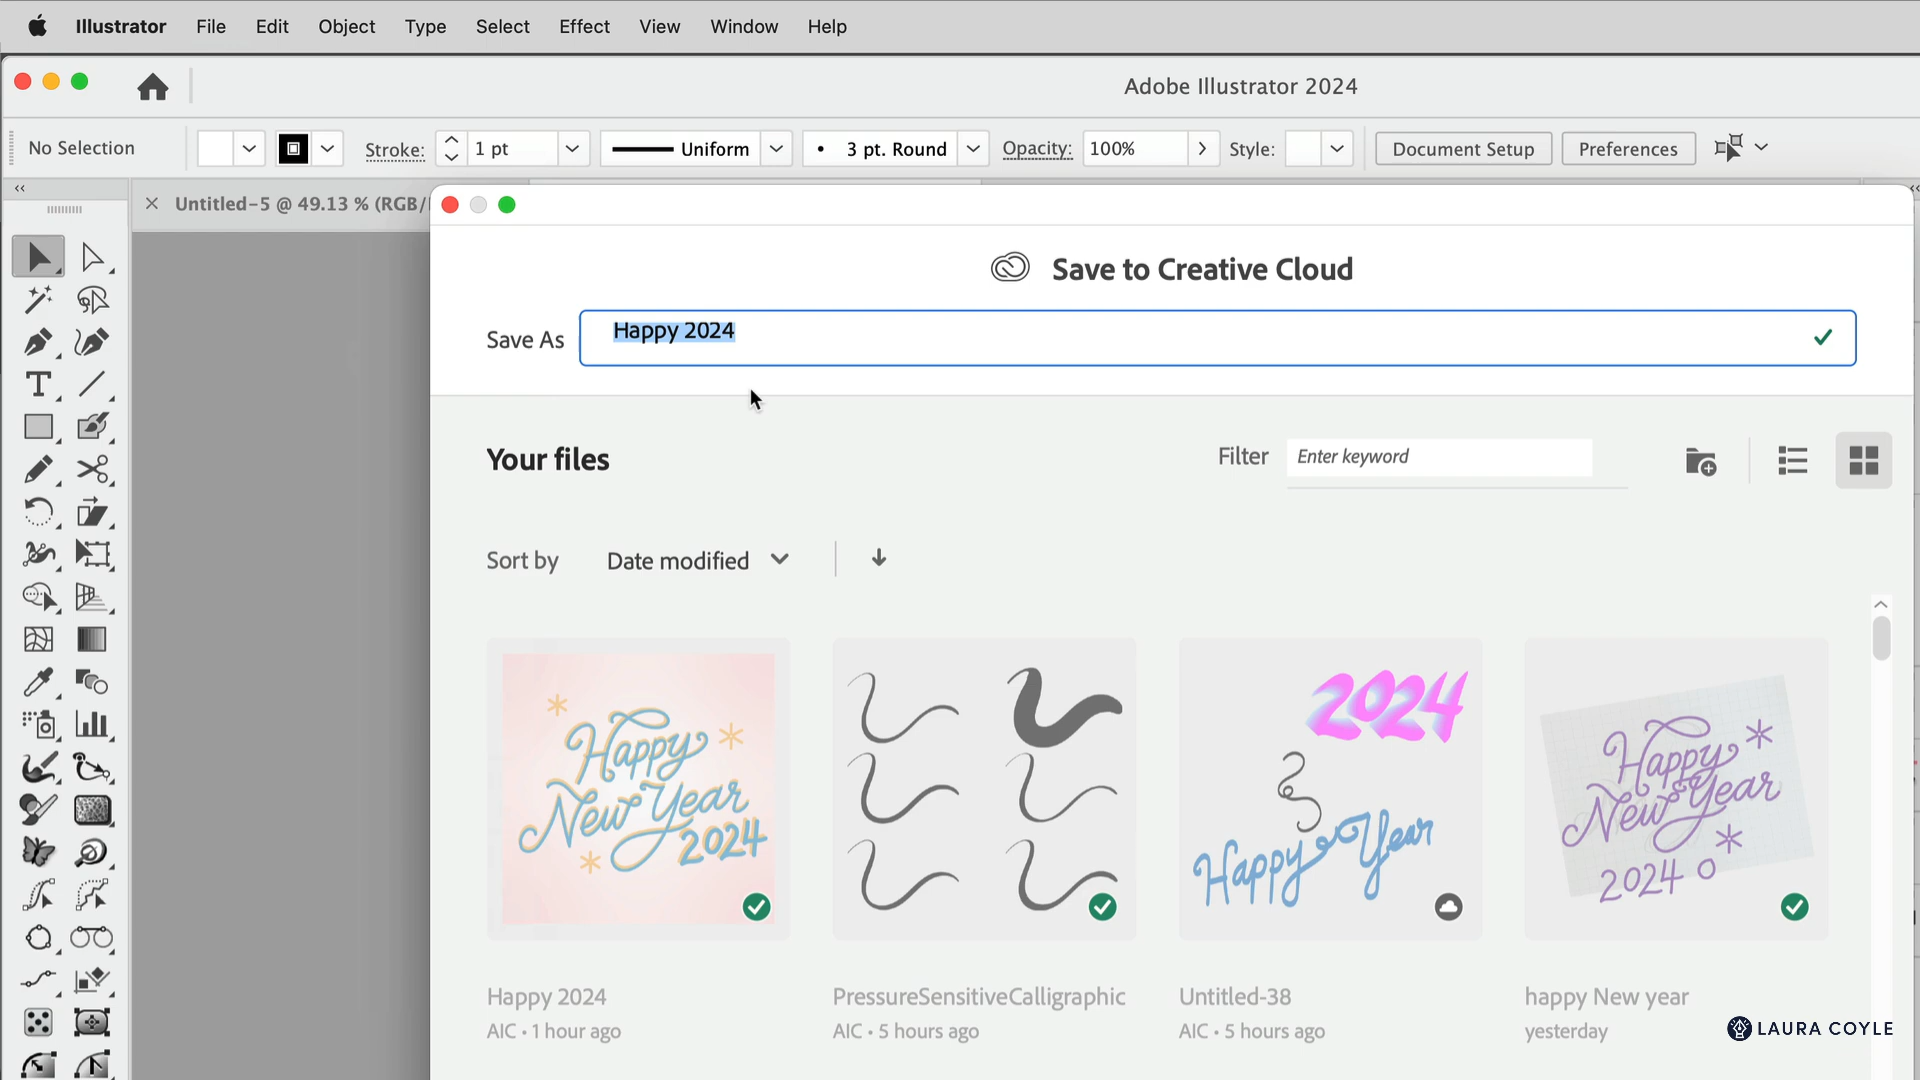 Illustrator File Edit Object Type Select Effect View Window Help
Adobe Illustrator 2024
No Selection Stroke: 1 pt Uniform 3 pt. Round Opacity: 100% Style: Document Setup Preferences
Untitled-5 @ 49.13 % (RGB/
Save to Creative Cloud
Save As Happy 2024
Your files Filter Enter keyword
Sort by Date modified
Happy
New Year
2024
2024
Happy Year
Happy
New Year
2024
Happy 2024 PressureSensitiveCalligraphic Untitled-38 happy New year
AIC • 1 hour ago AIC • 5 hours ago AIC • 5 hours ago yesterday
LAURA COYLE